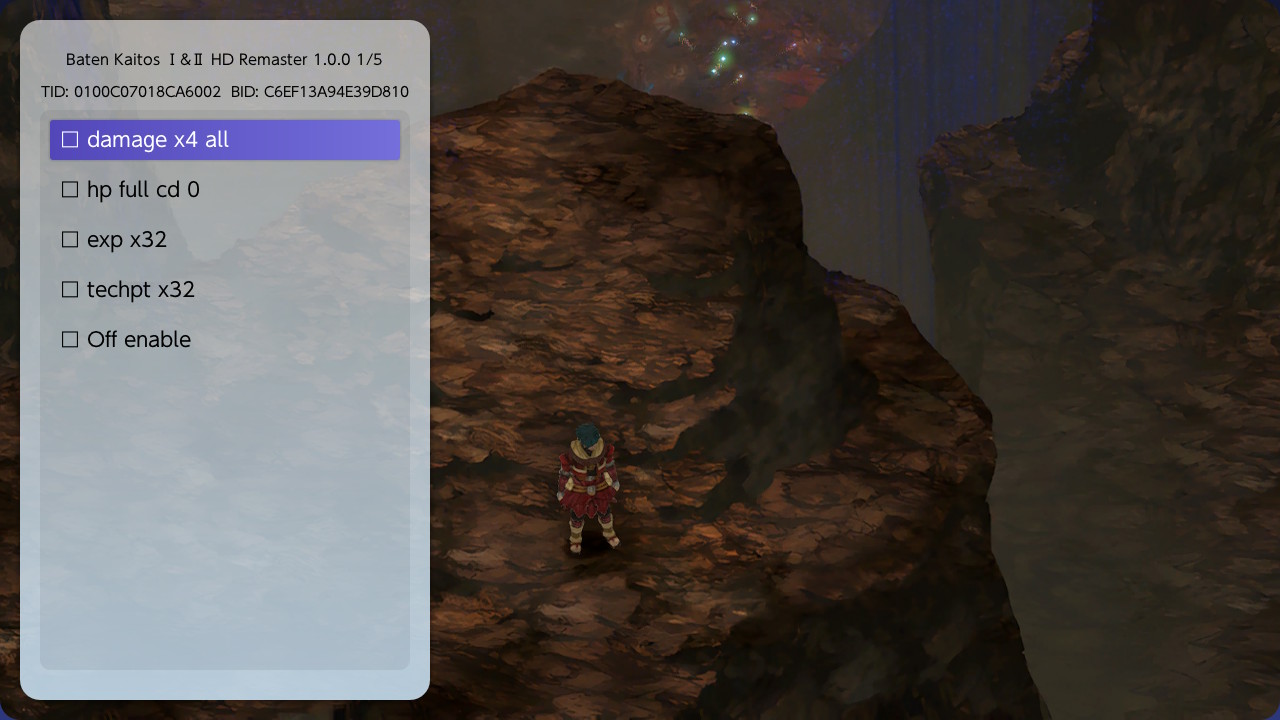 Baten Kaitos Ⅰ&Ⅱ HD Remaster 1.0.0 1/5
TID: 0100C07018CA6002 BID: C6EF13A94E39D810
☐ damage x4 all
☐ hp full cd 0
☐ exp x32
☐ techpt x32
☐ Off enable